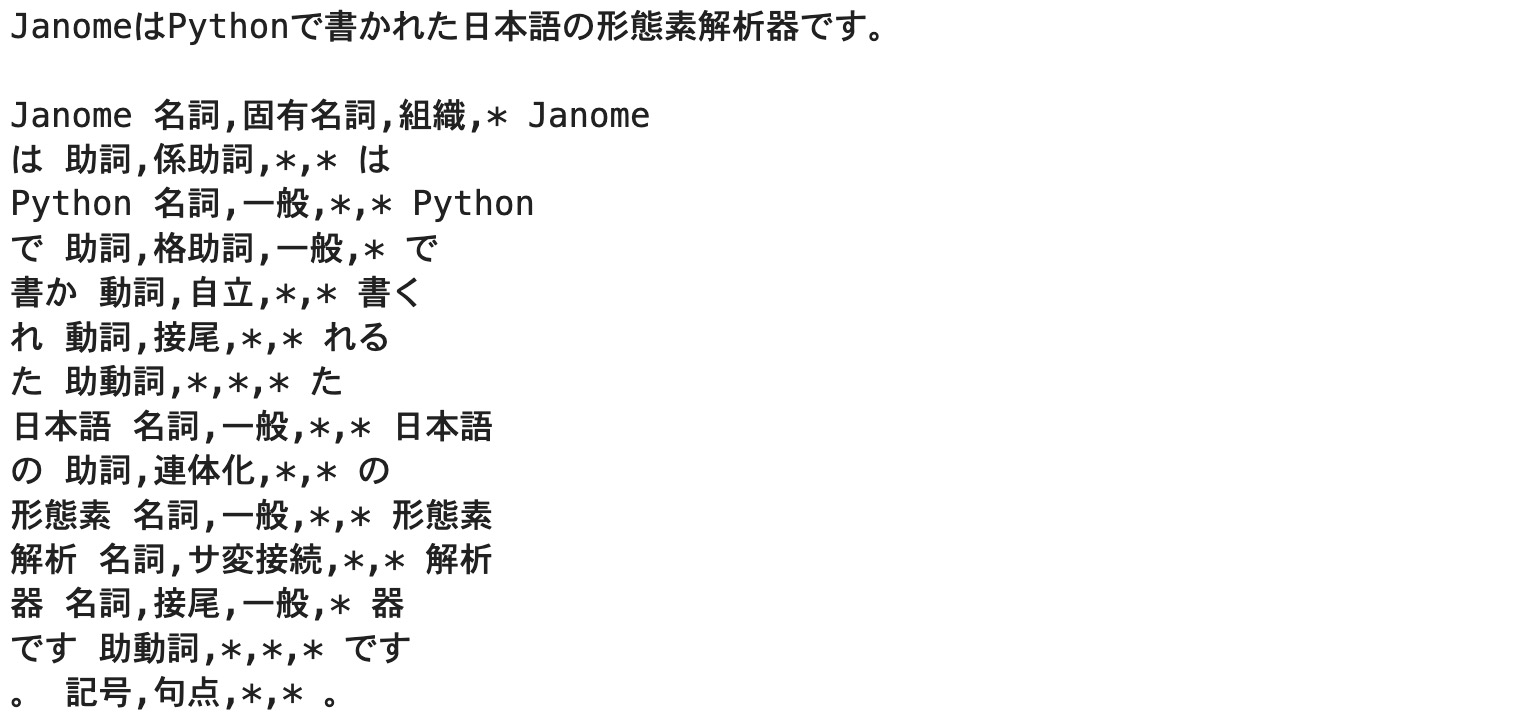 JanomeはPythonで書かれた日本語の形態素解析器です。
Janome 名詞,固有名詞,組織,* Janome
は 助詞,係助詞,*,* は
Python 名詞,一般,*,* Python
で 助詞,格助詞,一般,* で
書か 動詞,自立,*,* 書く
れ 動詞,接尾,*,* れる
た 助動詞,*,*,* た
日本語 名詞,一般,*,* 日本語
の 助詞,連体化,*,* の
形態素 名詞,一般,*,* 形態素
解析 名詞,サ変接続,*,* 解析
器 名詞,接尾,一般,* 器
です 助動詞,*,*,* です
。 記号,句点,*,* 。